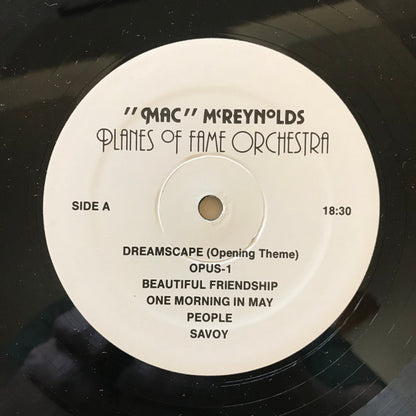 "MAC" McREYNOLDS
PLANES OF FAME ORCHESTRA
SIDE A
18:30
DREAMSCAPE (Opening Theme)
OPUS-1
BEAUTIFUL FRIENDSHIP
ONE MORNING IN MAY
PEOPLE
SAVOY